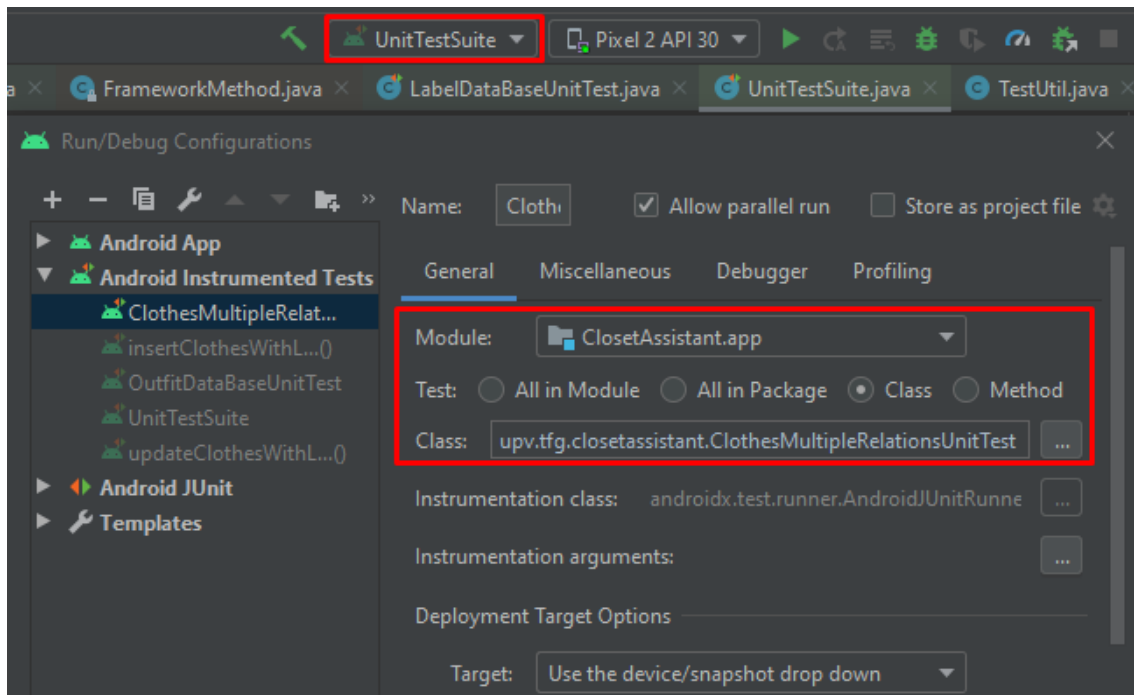 UnitTestSuite Pixel 2 API 30
a FrameworkMethod.java LabelDataBaseUnitTest.java UnitTestSuite.java TestUtil.java
Run/Debug Configurations
Name: Clothe Allow parallel run Store as project file
Android App
Android Instrumented Tests
ClothesMultipleRelat...
insertClothesWithL...()
OutfitDataBaseUnitTest
UnitTestSuite
updateClothesWithL...()
Android JUnit
Templates
General Miscellaneous Debugger Profiling
Module: ClosetAssistant.app
Test: All in Module All in Package Class Method
Class: upv.tfg.closetassistant.ClothesMultipleRelationsUnitTest ...
Instrumentation class: androidx.test.runner.AndroidJUnitRunne ...
Instrumentation arguments: ...
Deployment Target Options
Target: Use the device/snapshot drop down